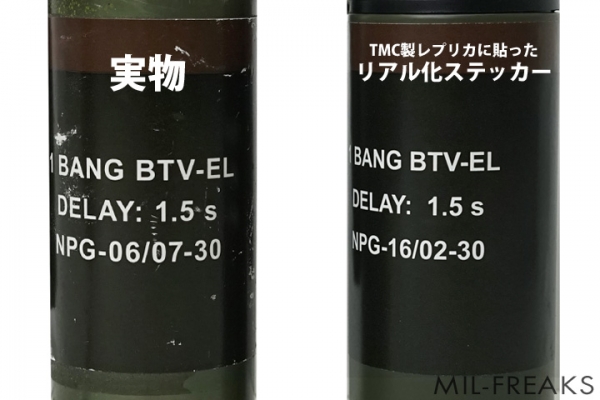 実物
1 BANG BTV-EL
DELAY: 1.5 s
NPG-06/07-30
TMC製レプリカに貼った
リアル化ステッカー
1 BANG BTV-EL
DELAY: 1.5 s
NPG-16/02-30
MIL-FREAKS